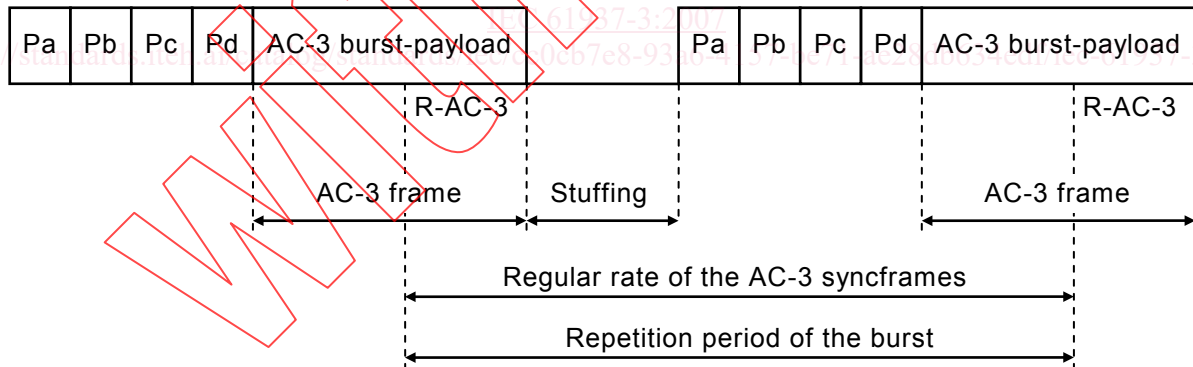 IEC 61937-3:2007
Pa Pb Pc Pd AC-3 burst-payload Pa Pb Pc Pd AC-3 burst-payload
R-AC-3 R-AC-3
AC-3 frame Stuffing AC-3 frame
Regular rate of the AC-3 syncframes
Repetition period of the burst